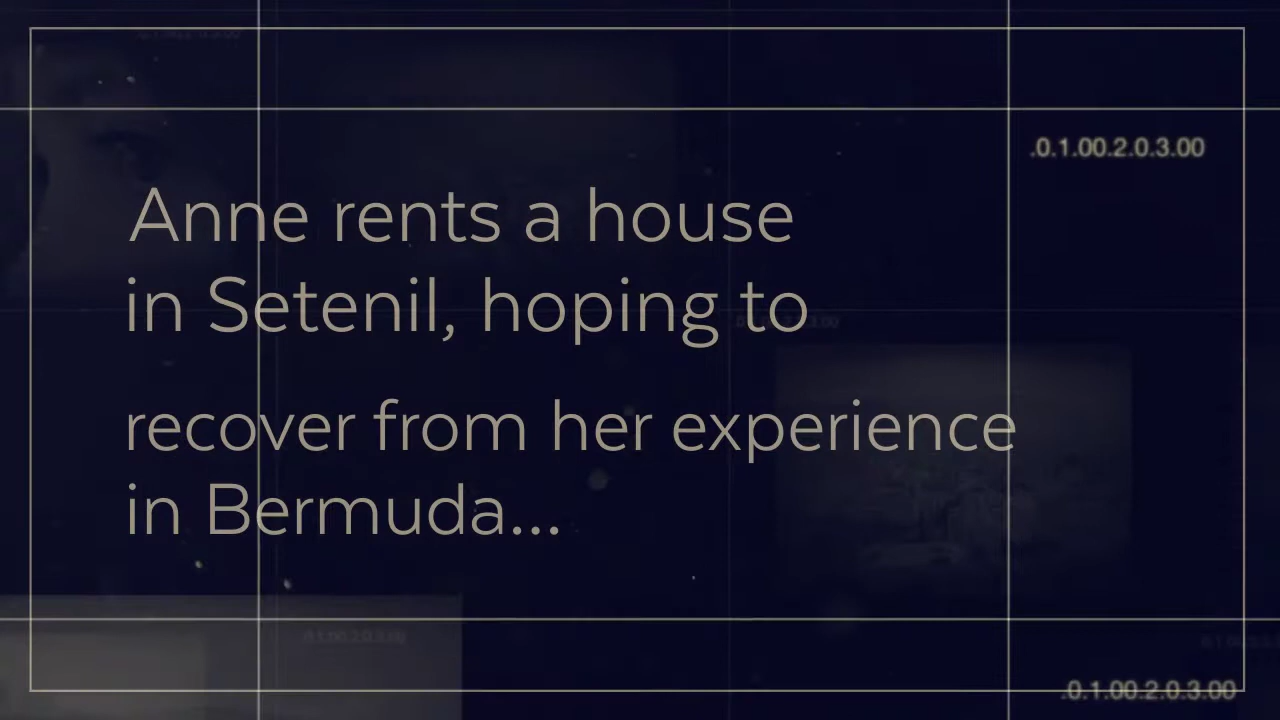 .0.1.00.2.0.3.00
Anne rents a house
in Setenil, hoping to
recover from her experience
in Bermuda...
.0.1.00.2.0.3.00